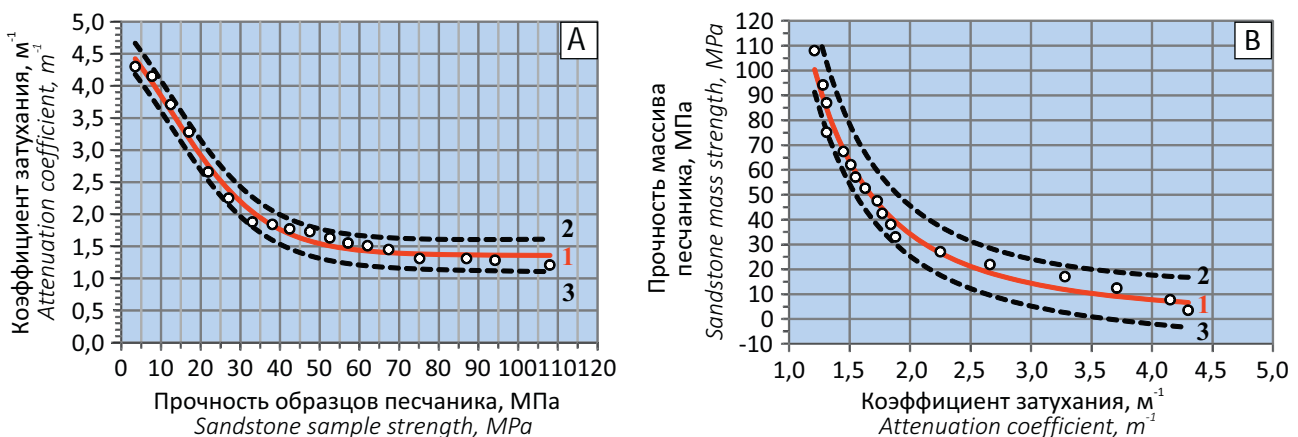 A
Коэффициент затухания, м⁻¹
Attenuation coefficient, m⁻¹
5,0
4,5
4,0
3,5
3,0
2,5
2,0
1,5
1,0
0,5
0,0
2
1
3
0 10 20 30 40 50 60 70 80 90 100 110 120
Прочность образцов песчаника, МПа
Sandstone sample strength, MPa
B
Прочность массива
песчаника, МПа
Sandstone mass strength, MPa
120
110
100
90
80
70
60
50
40
30
20
10
0
-10
2
1
3
1,0 1,5 2,0 2,5 3,0 3,5 4,0 4,5 5,0
Коэффициент затухания, м⁻¹
Attenuation coefficient, m⁻¹